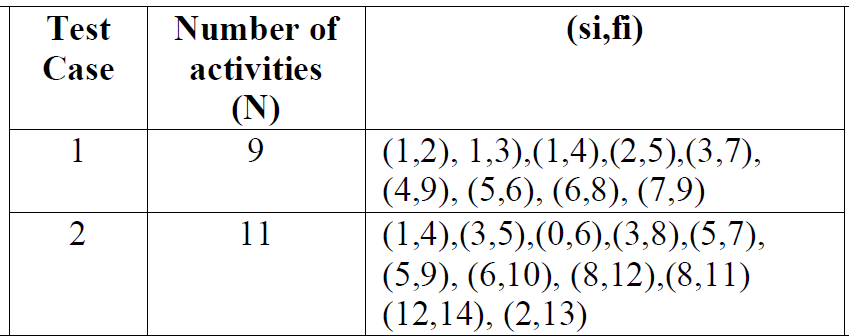 Test Case
Number of activities (N)
(si,fi)
1
9
(1,2), 1,3),(1,4),(2,5),(3,7),
(4,9), (5,6), (6,8), (7,9)
2
11
(1,4),(3,5),(0,6),(3,8),(5,7),
(5,9), (6,10), (8,12),(8,11)
(12,14), (2,13)